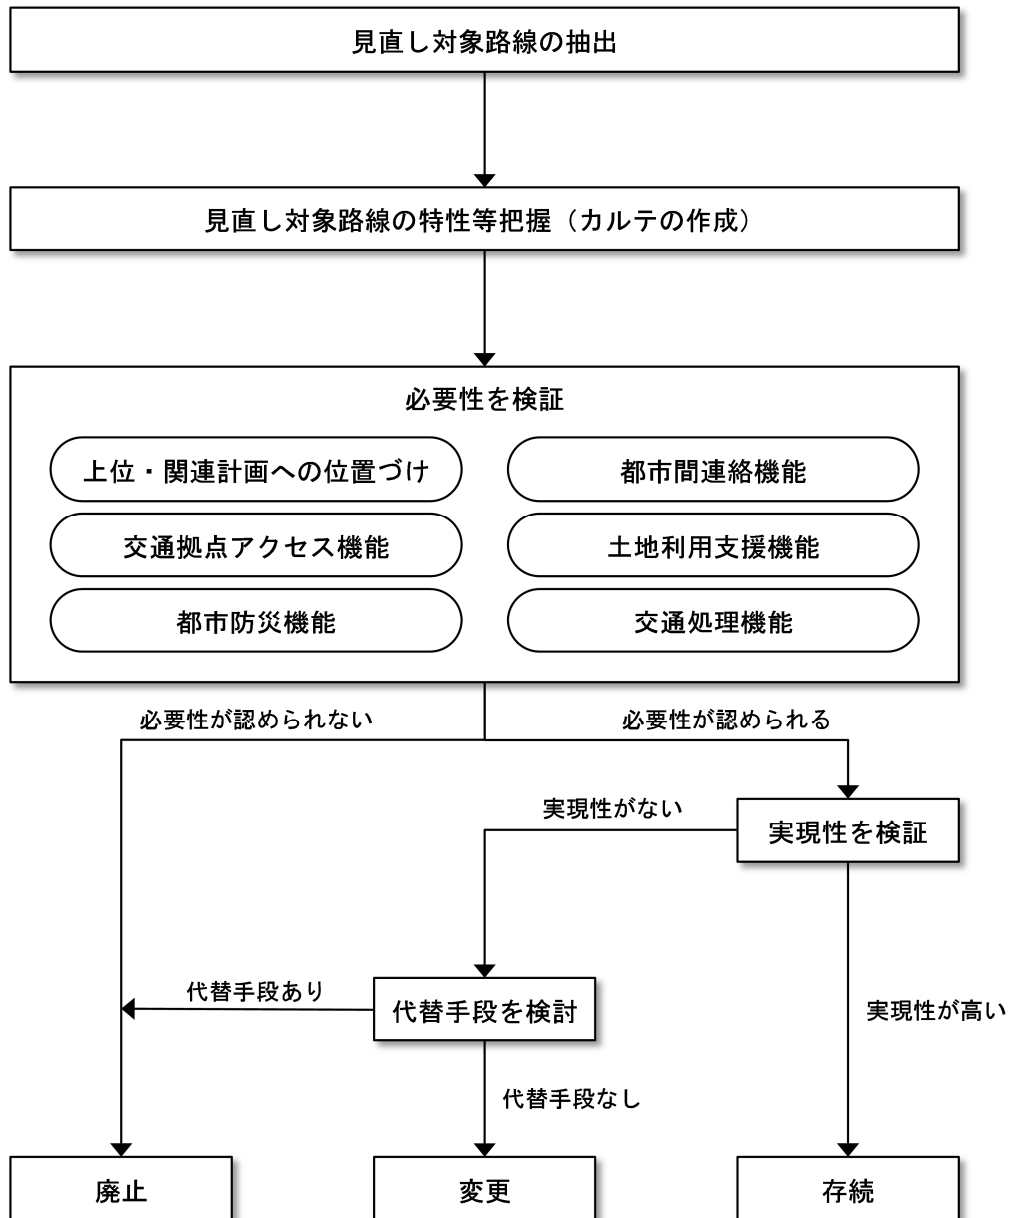 見直し対象路線の抽出
見直し対象路線の特性等把握（カルテの作成）
必要性を検証
上位・関連計画への位置づけ
都市間連絡機能
交通拠点アクセス機能
土地利用支援機能
都市防災機能
交通処理機能
必要性が認められない
必要性が認められる
実現性がない
実現性を検証
代替手段あり
代替手段を検討
実現性が高い
代替手段なし
廃止
変更
存続